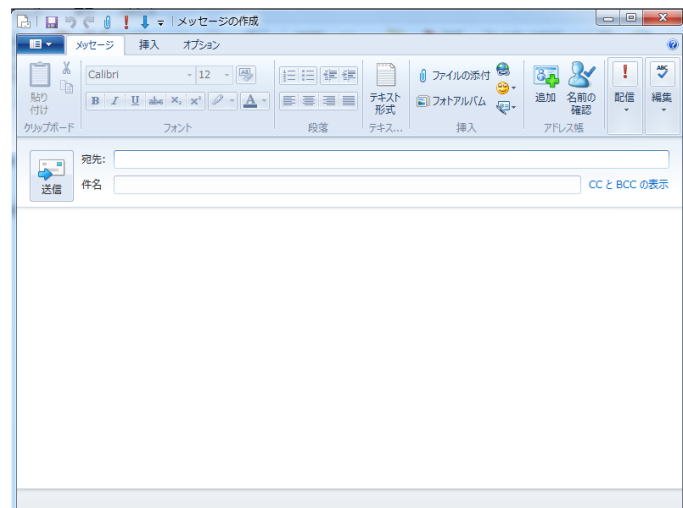 メッセージの作成
メッセージ 挿入 オプション
Calibri 12
ファイルの添付
フォトアルバム
貼り付け
B I U abc X₂ X² A
テキスト形式
追加 名前の確認 配信 編集
ABC
クリップボード フォント 段落 テキス... 挿入 アドレス帳
宛先:
送信 件名 CC と BCC の表示